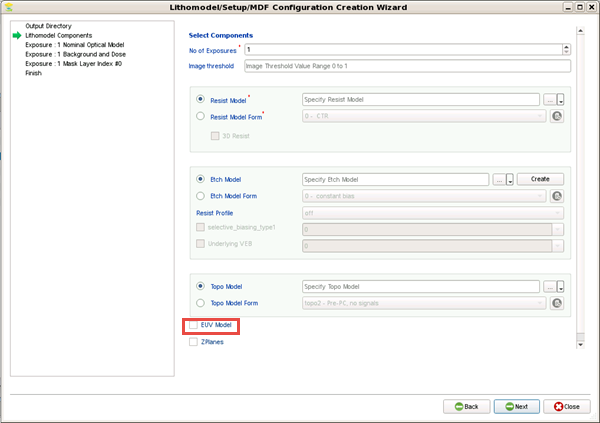 Lithomodel/Setup/MDF Configuration Creation Wizard
Output Directory
Lithomodel Components
Exposure : 1 Nominal Optical Model
Exposure : 1 Background and Dose
Exposure : 1 Mask Layer Index #0
Finish
Select Components
No of Exposures * 1
Image threshold Image Threshold Value Range 0 to 1
Resist Model * Specify Resist Model ...
Resist Model Form * 0 - CTR
3D Resist
Etch Model Specify Etch Model ... Create
Etch Model Form 0 - constant bias
Resist Profile off
selective_biasing_type1 0
Underlying VEB 0
Topo Model Specify Topo Model ...
Topo Model Form topo2 - Pre-PC, no signals
EUV Model
ZPlanes
Back Next Close